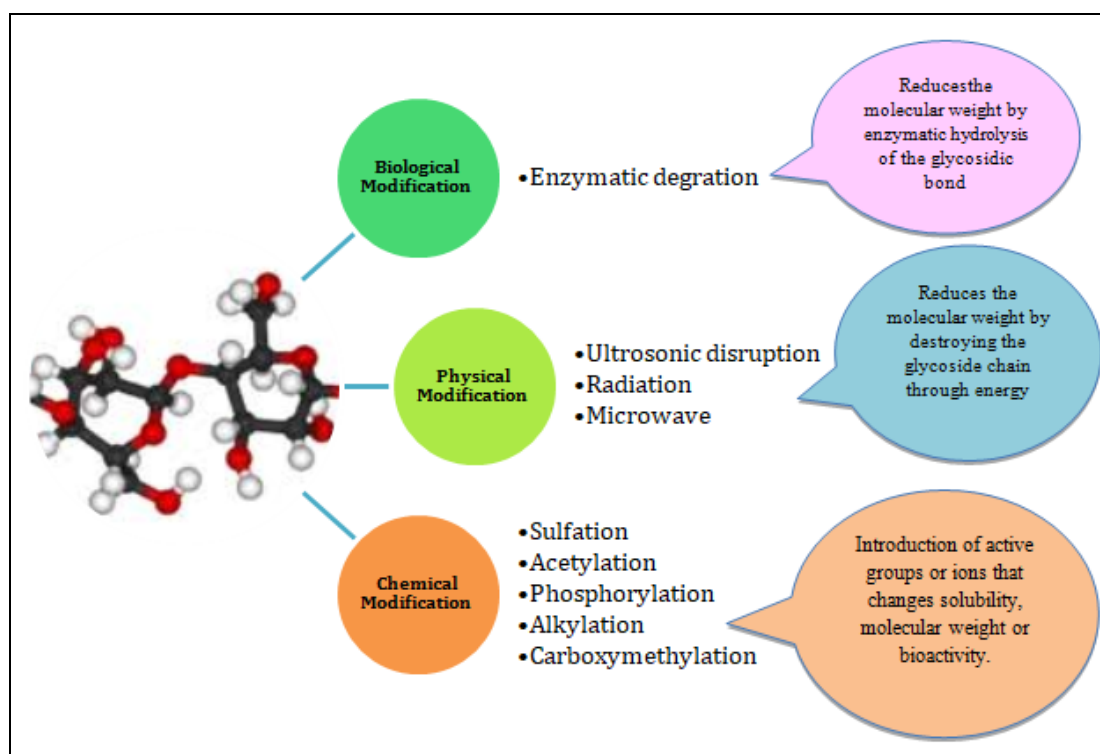 Biological
Modification
•Enzymatic degration
Reducesthe
molecular weight by
enzymatic hydrolysis
of the glycosidic
bond
Physical
Modification
•Ultrosonic disruption
•Radiation
•Microwave
Reduces the
molecular weight by
destroying the
glycoside chain
through energy
Chemical
Modification
•Sulfation
•Acetylation
•Phosphorylation
•Alkylation
•Carboxymethylation
Introduction of active
groups or ions that
changes solubility,
molecular weight or
bioactivity.